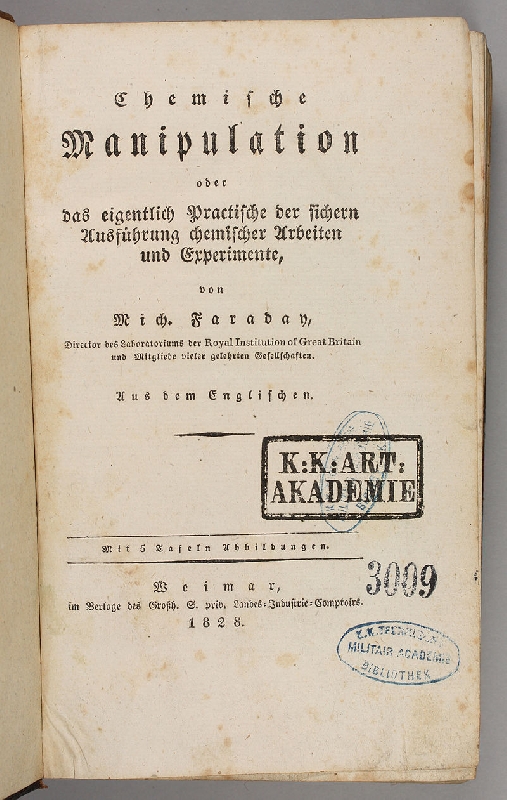 Chemische
Manipulation
oder
das eigentlich Practische der sichern
Ausführung chemischer Arbeiten
und Experimente,
von
Mich. Faraday,
Director des Laboratoriums der Royal Institution of Great Britain
und Mitgliede vieler gelehrten Gesellschaften.
Aus dem Englischen.
K:K:ART:
AKADEMIE
Mit 5 Tafeln Abbildungen.
3009
Weimar,
im Verlage des Großh. S. priv. Landes-Industrie-Comptoirs.
1828.
K.K. TECHN.
MILITAIR ACADEMIE
BIBLIOTHEK